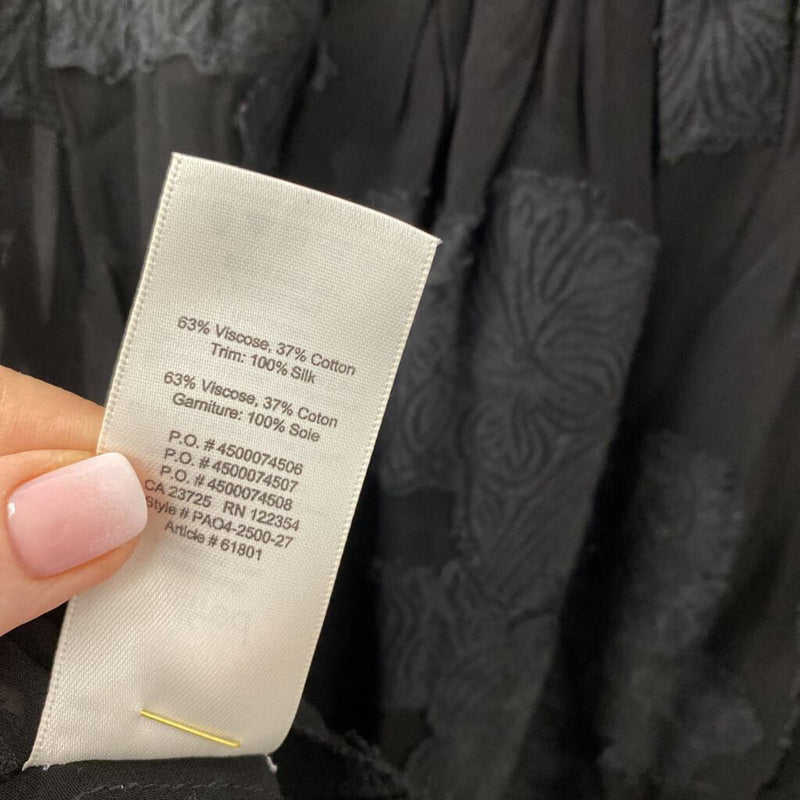 63% Viscose, 37% Cotton
Trim: 100% Silk
63% Viscose, 37% Coton
Garniture: 100% Soie
P.O. # 4500074506
P.O. # 4500074507
P.O. # 4500074508
CA 23725 RN 122354
Style # PAO4-2500-27
Article # 61801